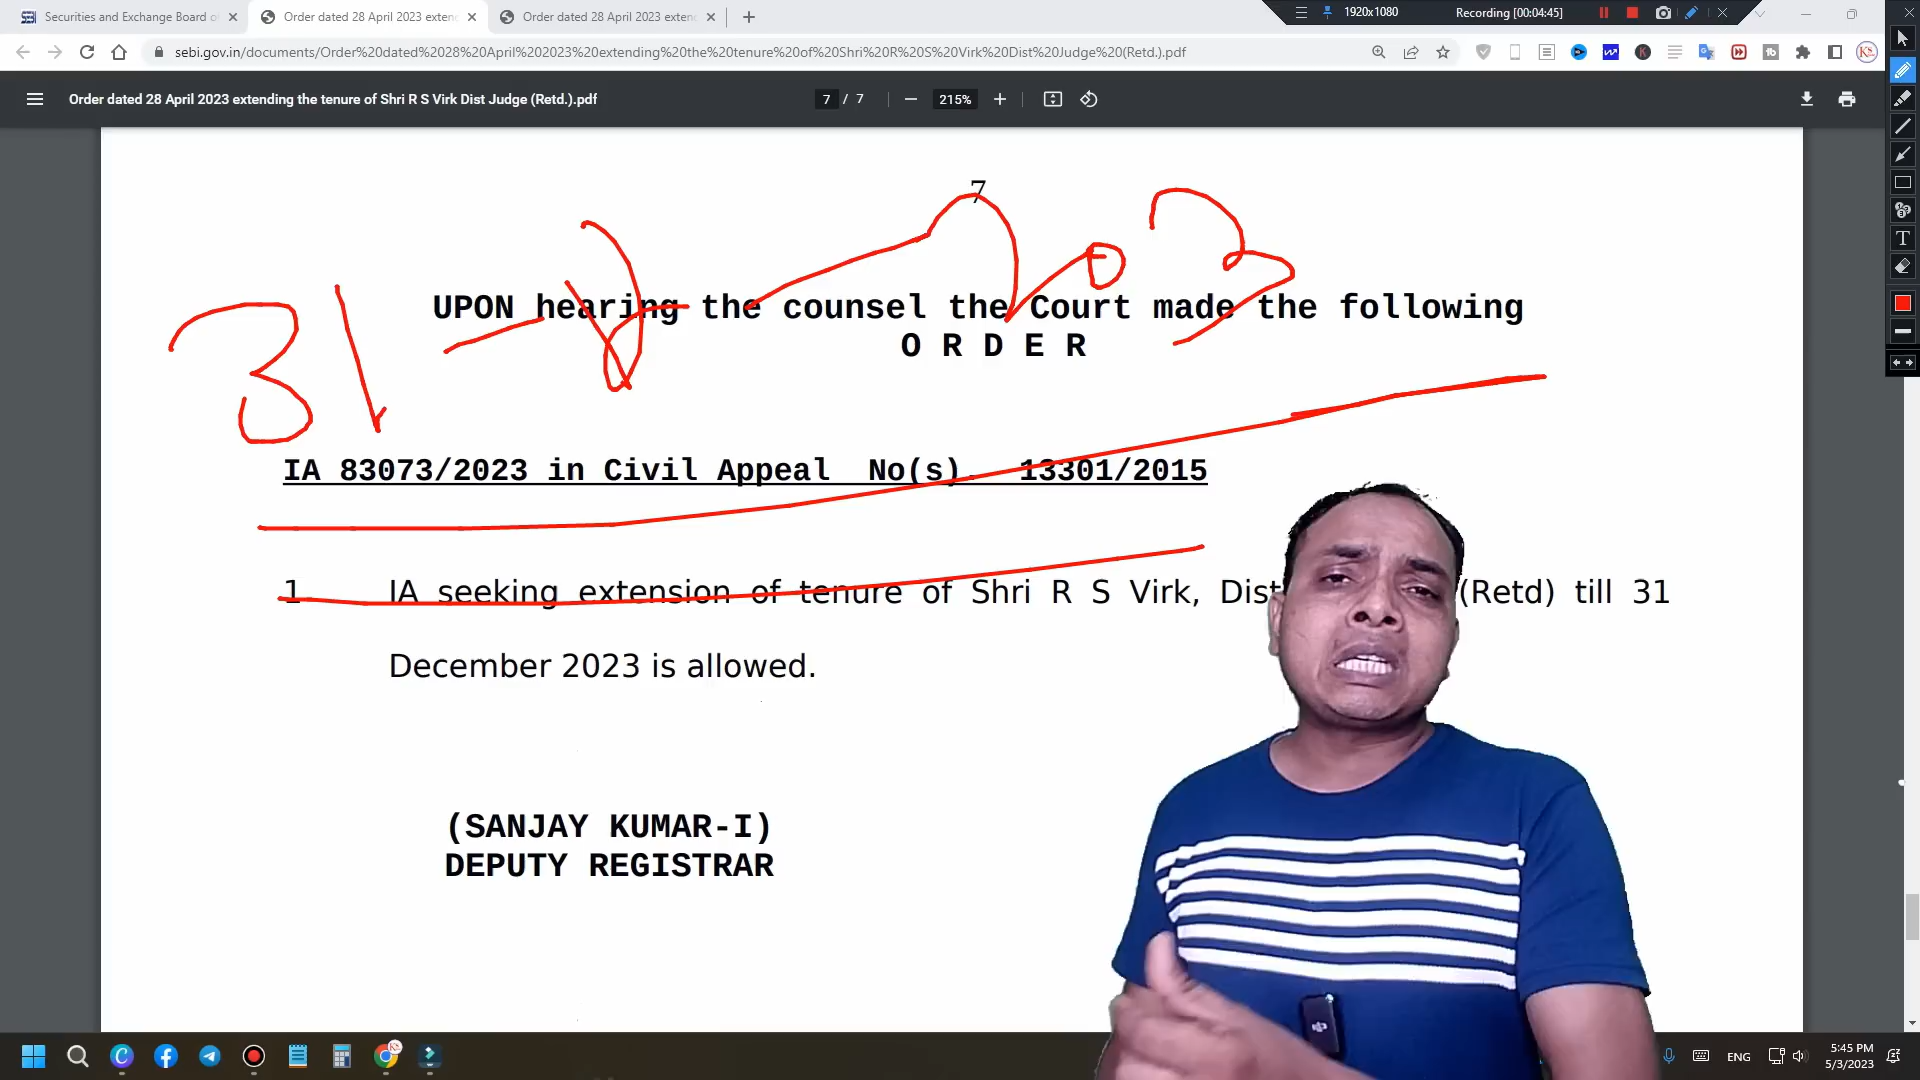 Securities and Exchange Board o
Order dated 28 April 2023 exten
Order dated 28 April 2023 exten
1920x1080
Recording [00:04:45]
sebi.gov.in/documents/Order%20dated%2028%20April%202023%20extending%20the%20tenure%20of%20Shri%20R%20S%20Virk%20Dist%20Judge%20(Retd.).pdf
Order dated 28 April 2023 extending the tenure of Shri R S Virk Dist Judge (Retd.).pdf
7 / 7
215%
7
UPON hearing the counsel the Court made the following
O R D E R
31
IA 83073/2023 in Civil Appeal No(s). 13301/2015
1 IA seeking extension of tenure of Shri R S Virk, Dist (Retd) till 31
December 2023 is allowed.
(SANJAY KUMAR-I)
DEPUTY REGISTRAR
ENG
5:45 PM
5/3/2023